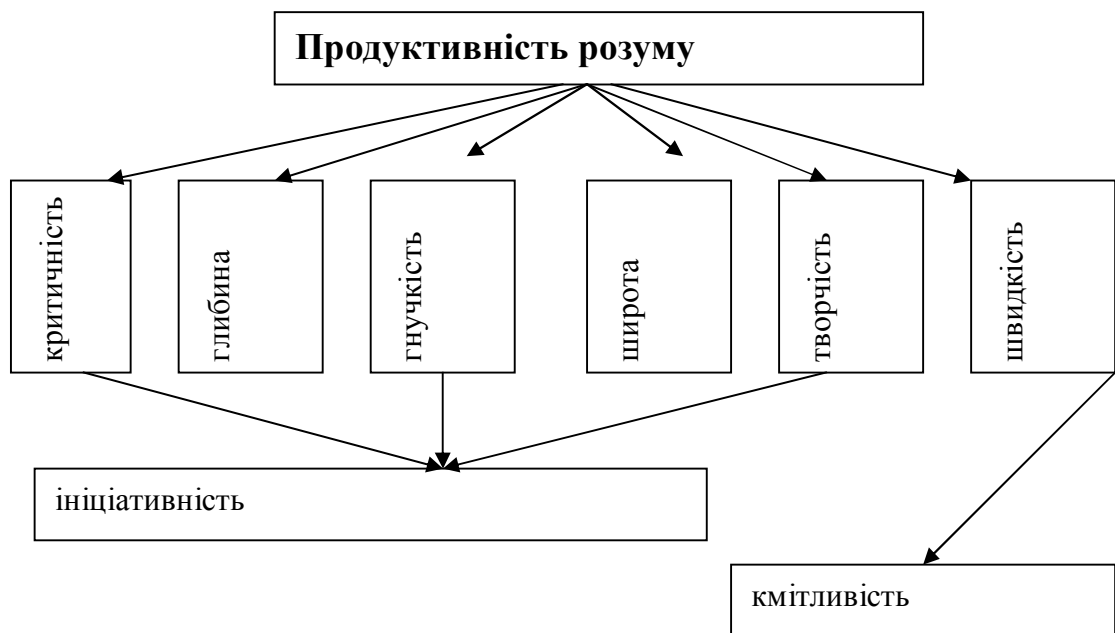 Продуктивність розуму
критичність
глибина
гнучкість
широта
творчість
швидкість
ініціативність
кмітливість